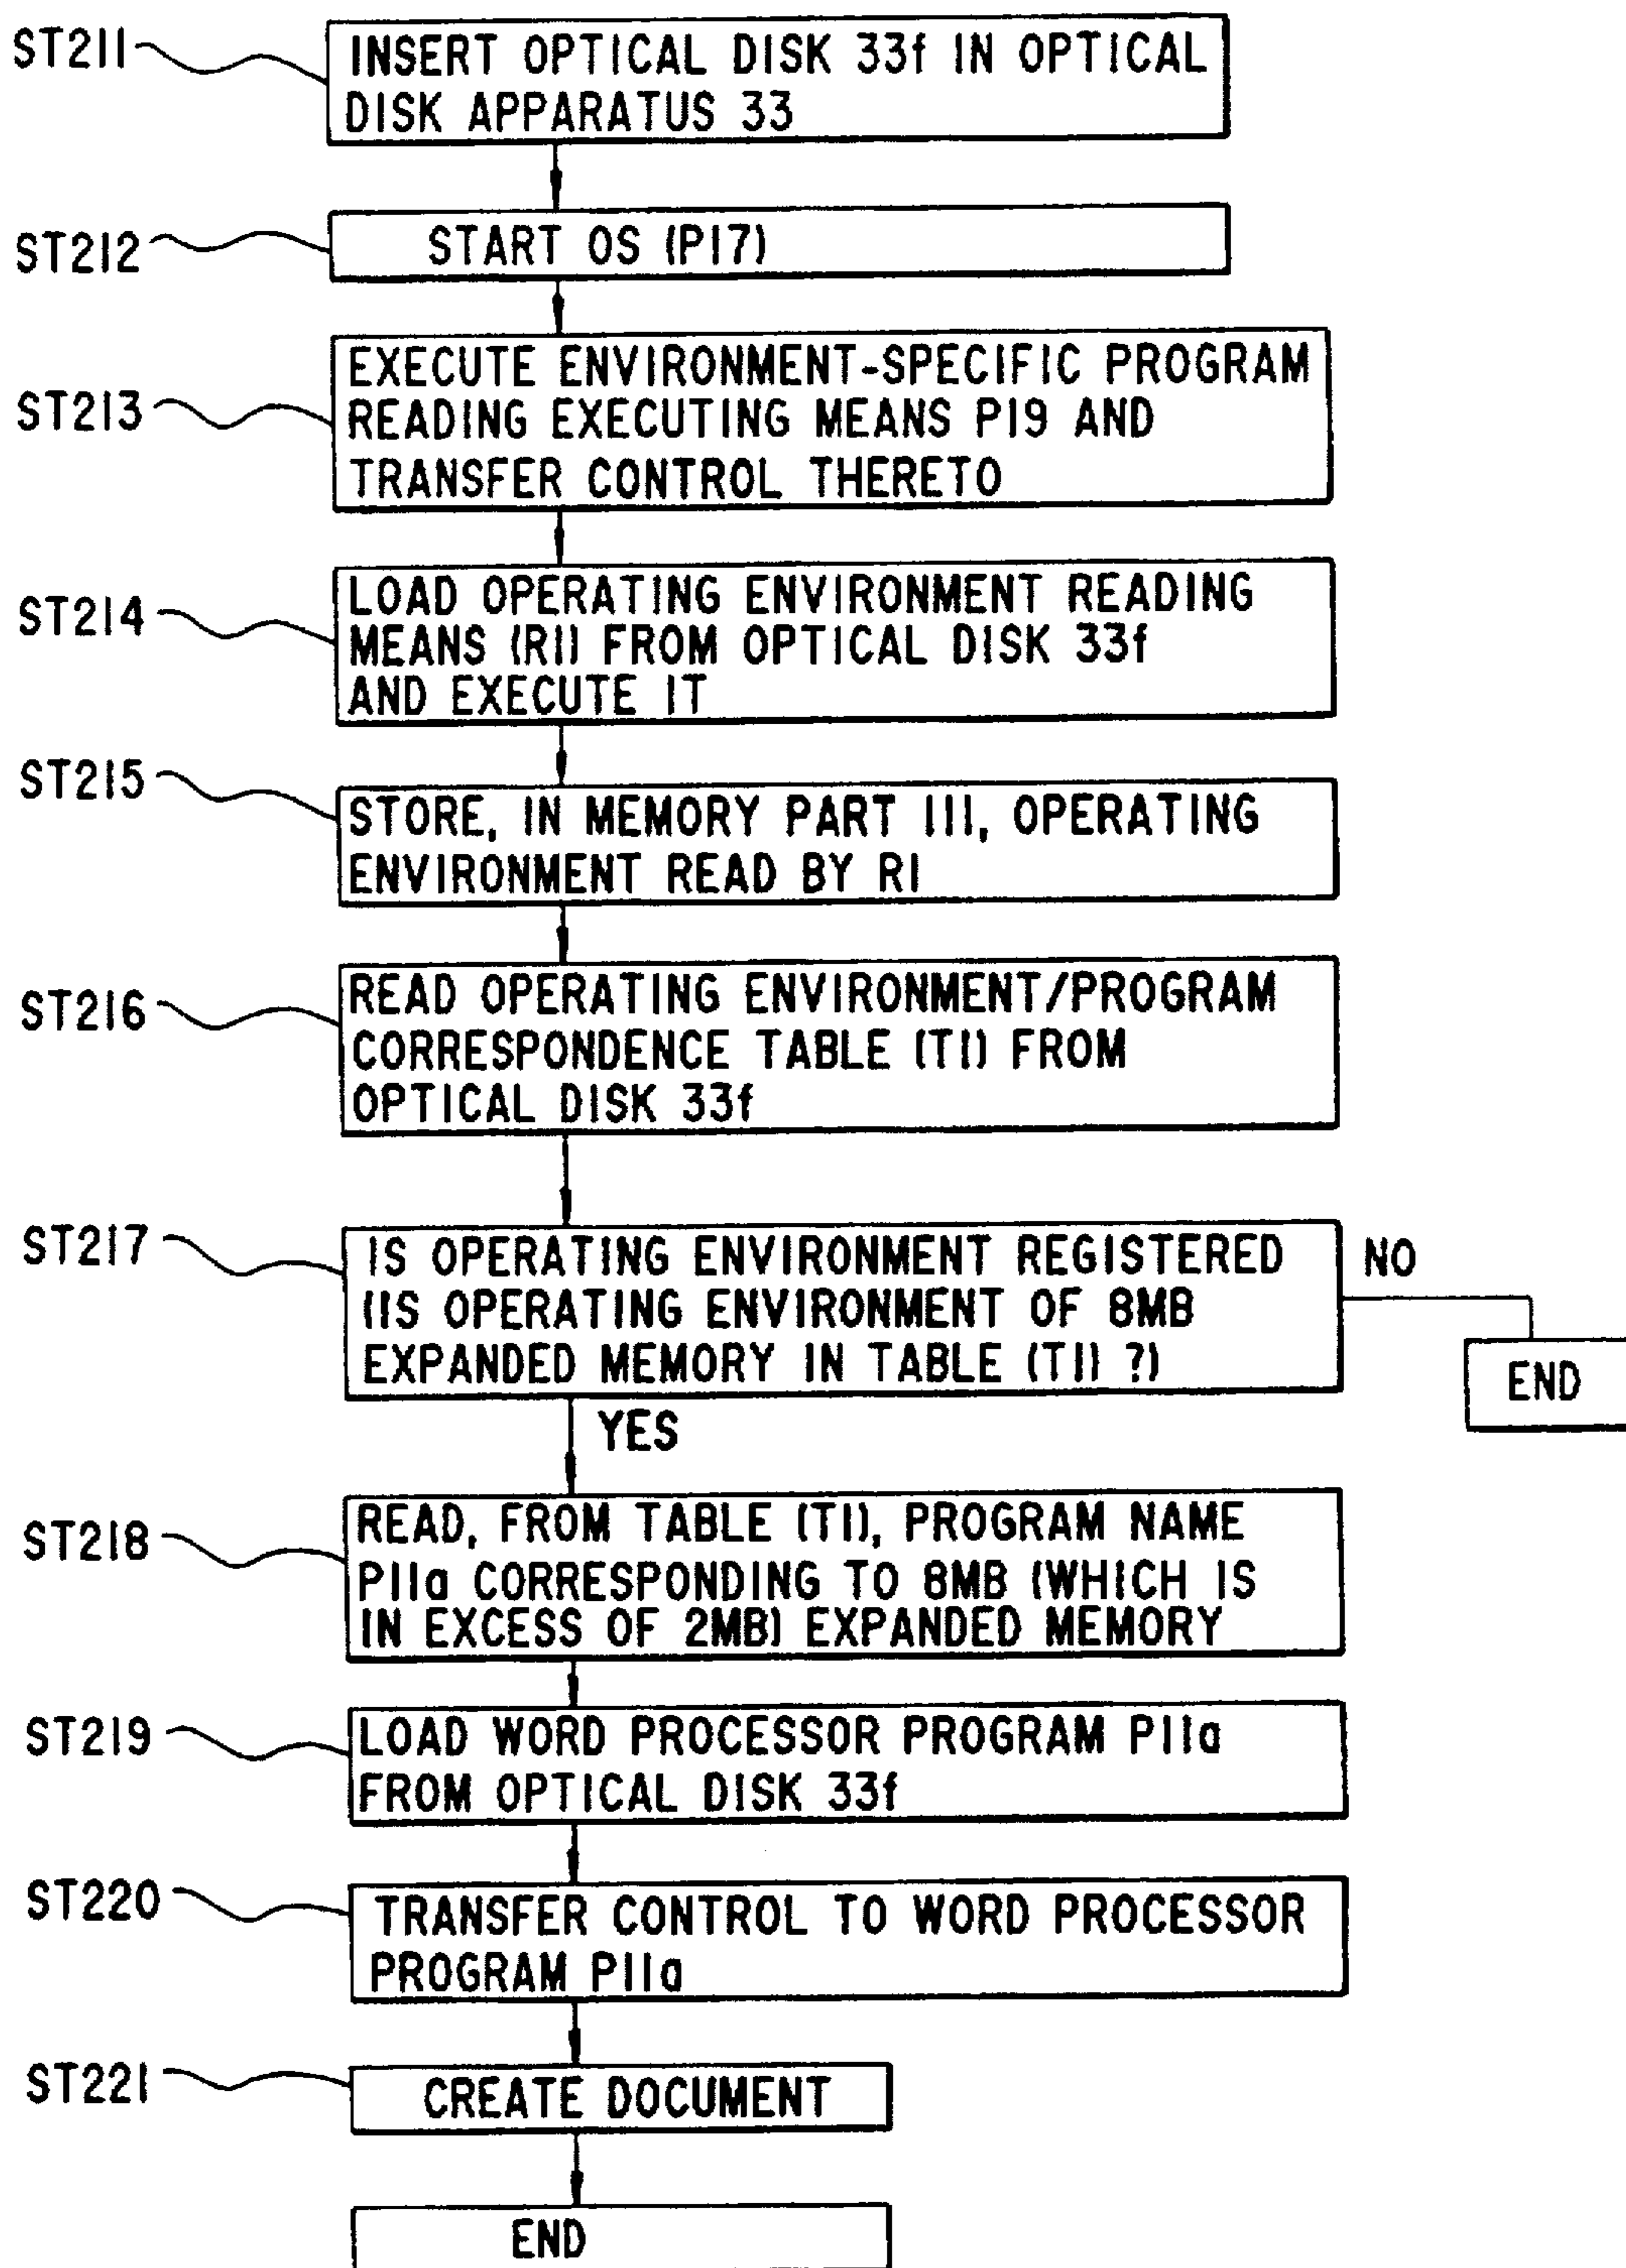 ST211
INSERT OPTICAL DISK 33f IN OPTICAL
DISK APPARATUS 33
ST212
START OS (P17)
ST213
EXECUTE ENVIRONMENT-SPECIFIC PROGRAM
READING EXECUTING MEANS P19 AND
TRANSFER CONTROL THERETO
ST214
LOAD OPERATING ENVIRONMENT READING
MEANS (R1) FROM OPTICAL DISK 33f
AND EXECUTE IT
ST215
STORE, IN MEMORY PART 111, OPERATING
ENVIRONMENT READ BY R1
ST216
READ OPERATING ENVIRONMENT/PROGRAM
CORRESPONDENCE TABLE (T1) FROM
OPTICAL DISK 33f
ST217
IS OPERATING ENVIRONMENT REGISTERED
(IS OPERATING ENVIRONMENT OF 8MB
EXPANDED MEMORY IN TABLE (T1) ?)
NO
END
YES
ST218
READ, FROM TABLE (T1), PROGRAM NAME
P11a CORRESPONDING TO 8MB (WHICH IS
IN EXCESS OF 2MB) EXPANDED MEMORY
ST219
LOAD WORD PROCESSOR PROGRAM P11a
FROM OPTICAL DISK 33f
ST220
TRANSFER CONTROL TO WORD PROCESSOR
PROGRAM P11a
ST221
CREATE DOCUMENT
END